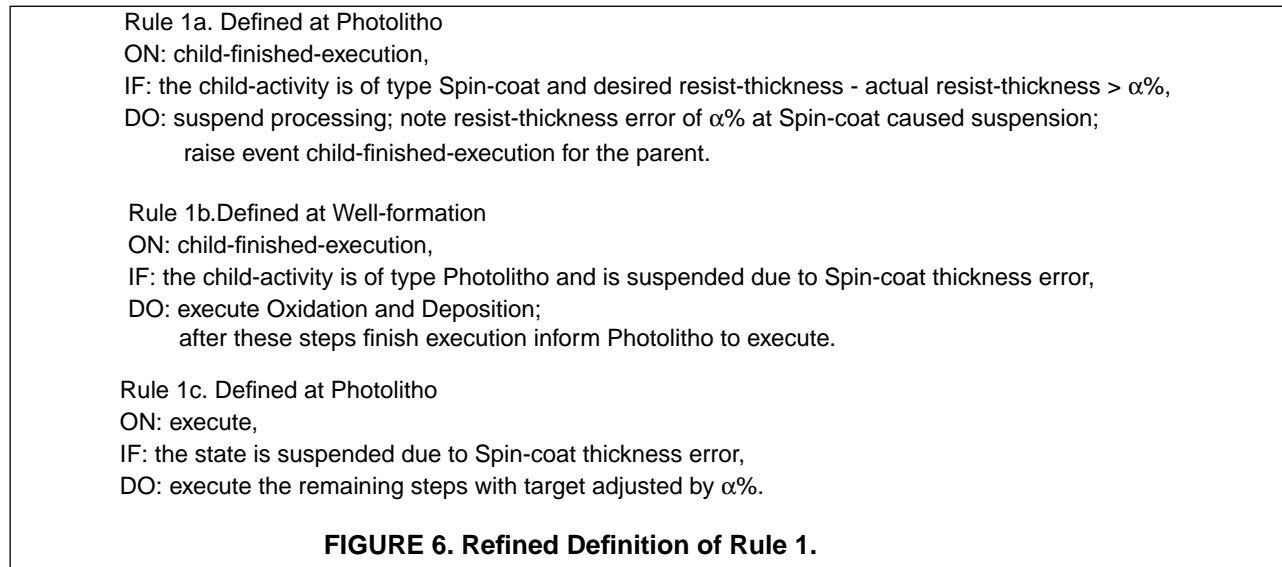 Rule 1a. Defined at Photolitho
ON: child-finished-execution,
IF: the child-activity is of type Spin-coat and desired resist-thickness - actual resist-thickness > α%,
DO: suspend processing; note resist-thickness error of α% at Spin-coat caused suspension;
raise event child-finished-execution for the parent.
Rule 1b.Defined at Well-formation
ON: child-finished-execution,
IF: the child-activity is of type Photolitho and is suspended due to Spin-coat thickness error,
DO: execute Oxidation and Deposition;
after these steps finish execution inform Photolitho to execute.
Rule 1c. Defined at Photolitho
ON: execute,
IF: the state is suspended due to Spin-coat thickness error,
DO: execute the remaining steps with target adjusted by α%.
FIGURE 6. Refined Definition of Rule 1.